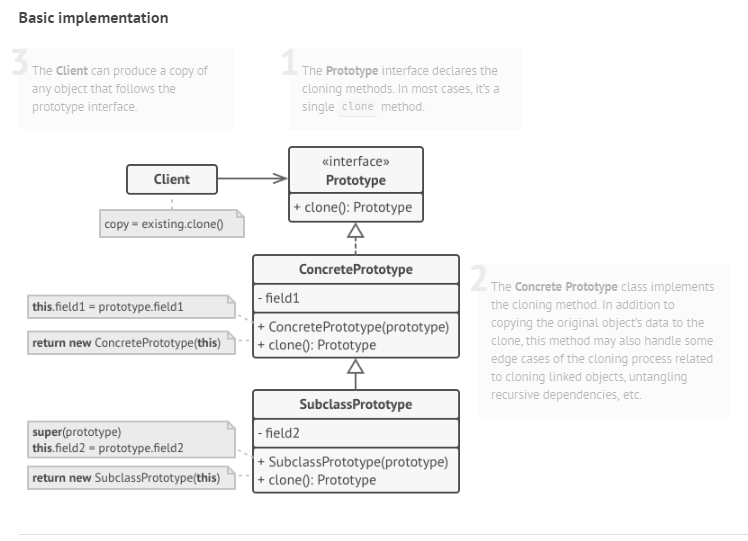 Basic implementation
3
The Client can produce a copy of
any object that follows the
prototype interface.
1
The Prototype interface declares the
cloning methods. In most cases, it's a
single clone method.
Client
copy = existing.clone()
«interface»
Prototype
+ clone(): Prototype
ConcretePrototype
- field1
+ ConcretePrototype(prototype)
+ clone(): Prototype
this.field1 = prototype.field1
return new ConcretePrototype(this)
2
The Concrete Prototype class implements
the cloning method. In addition to
copying the original object's data to the
clone, this method may also handle some
edge cases of the cloning process related
to cloning linked objects, untangling
recursive dependencies, etc.
SubclassPrototype
- field2
+ SubclassPrototype(prototype)
+ clone(): Prototype
super(prototype)
this.field2 = prototype.field2
return new SubclassPrototype(this)